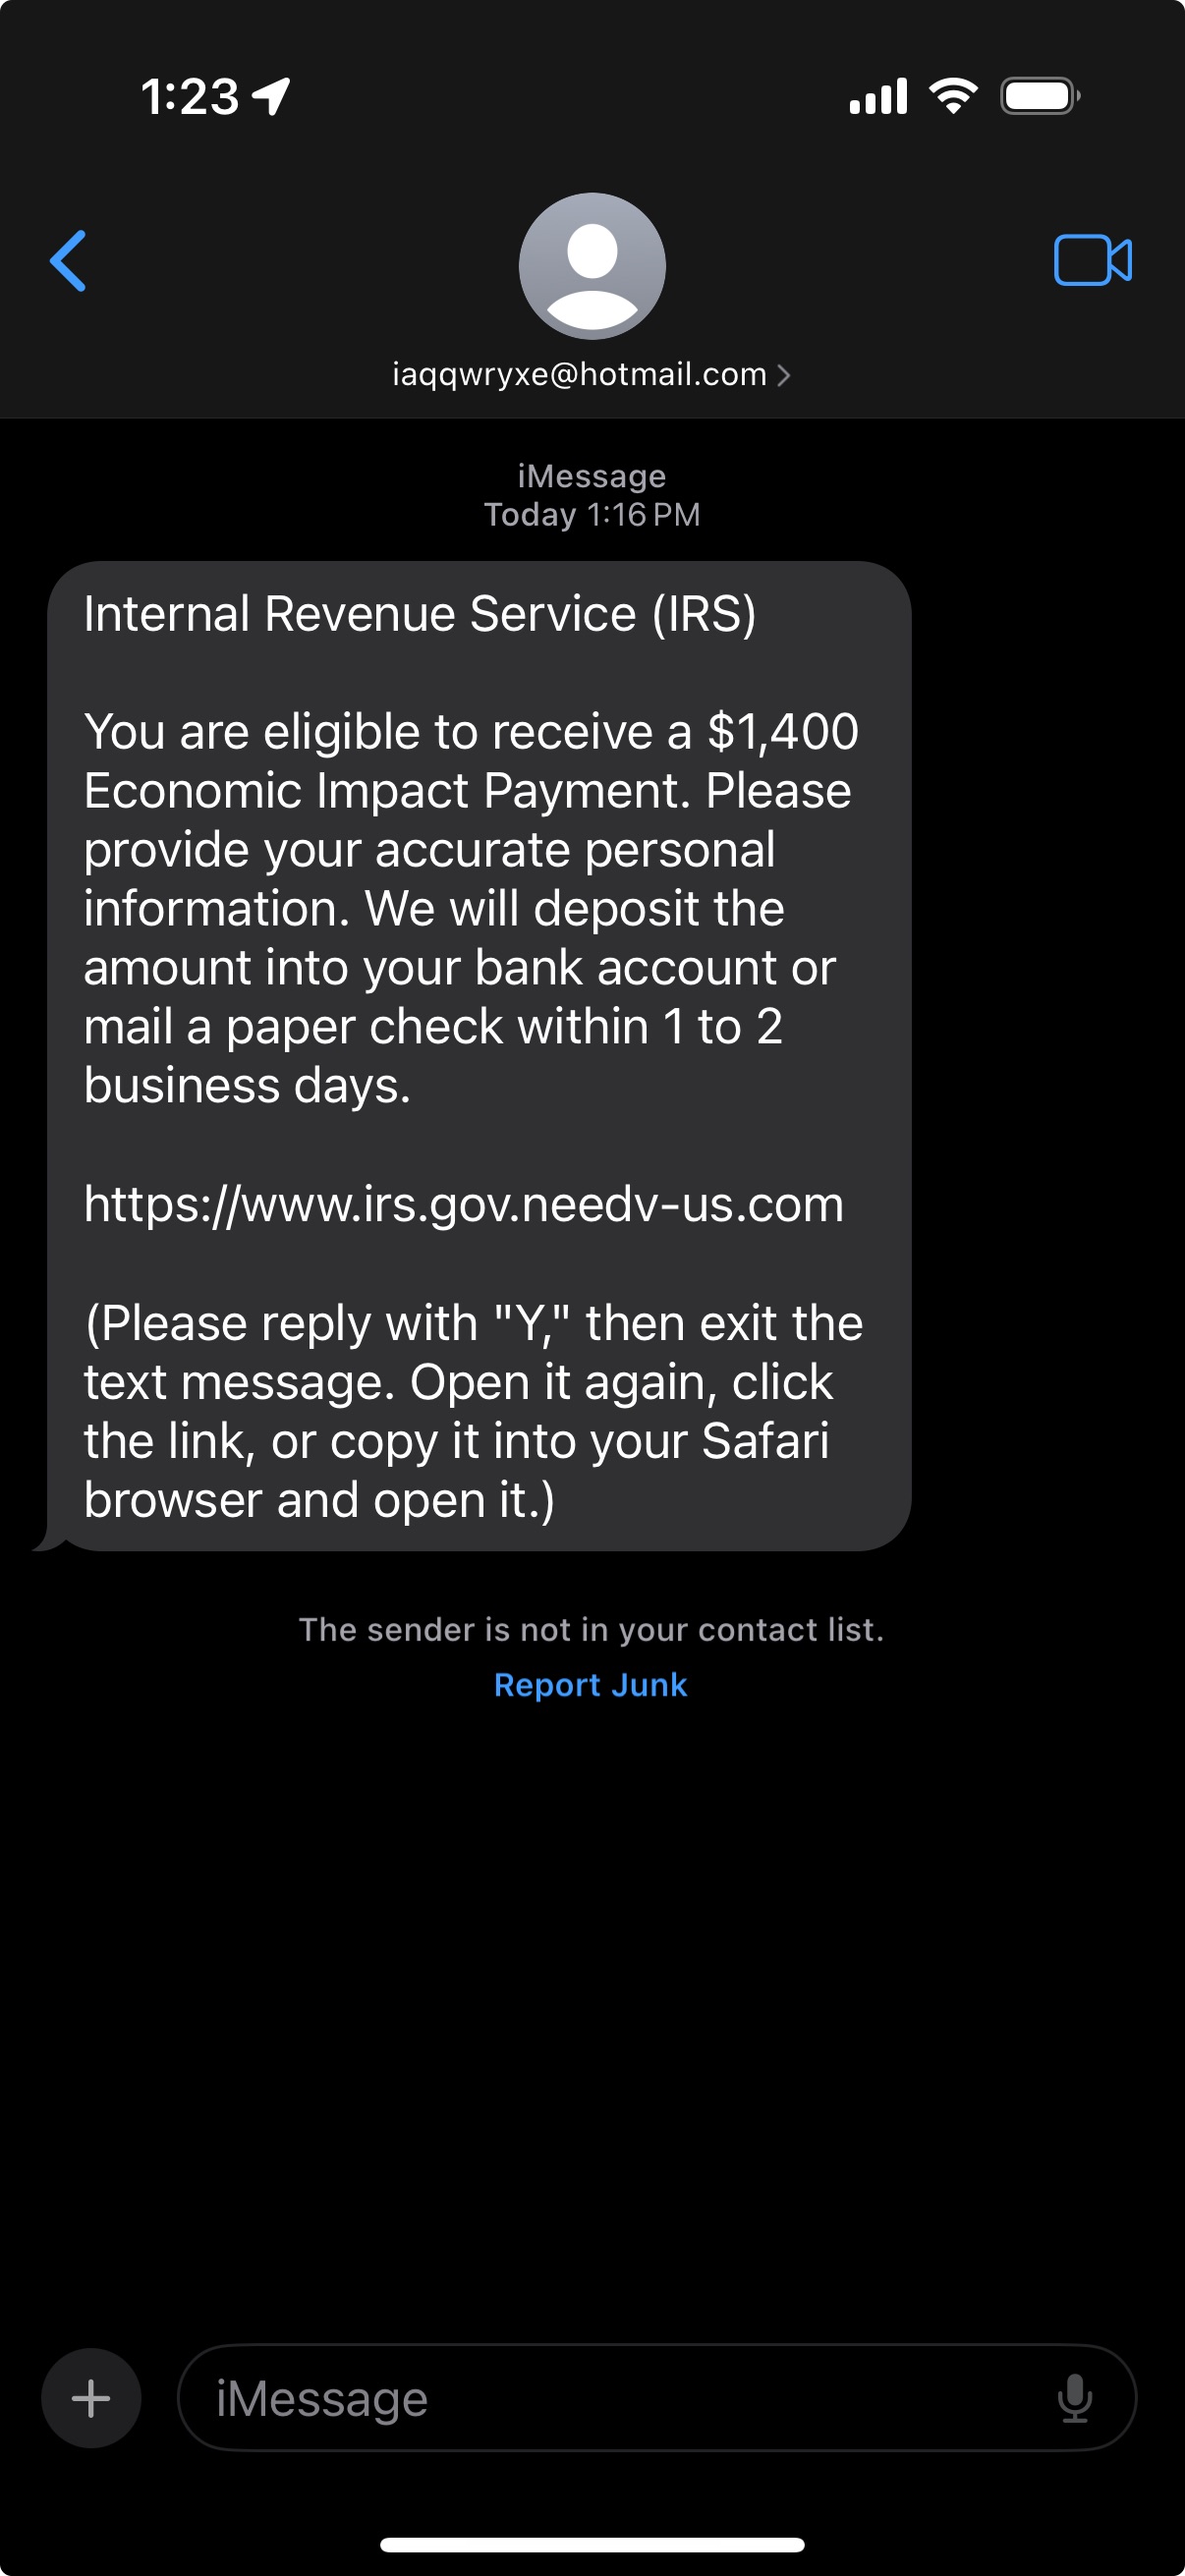 1:23
iaqqwryxe@hotmail.com
iMessage
Today 1:16 PM
Internal Revenue Service (IRS)
You are eligible to receive a $1,400
Economic Impact Payment. Please
provide your accurate personal
information. We will deposit the
amount into your bank account or
mail a paper check within 1 to 2
business days.
https://www.irs.gov.needv-us.com
(Please reply with "Y," then exit the
text message. Open it again, click
the link, or copy it into your Safari
browser and open it.)
The sender is not in your contact list.
Report Junk
iMessage